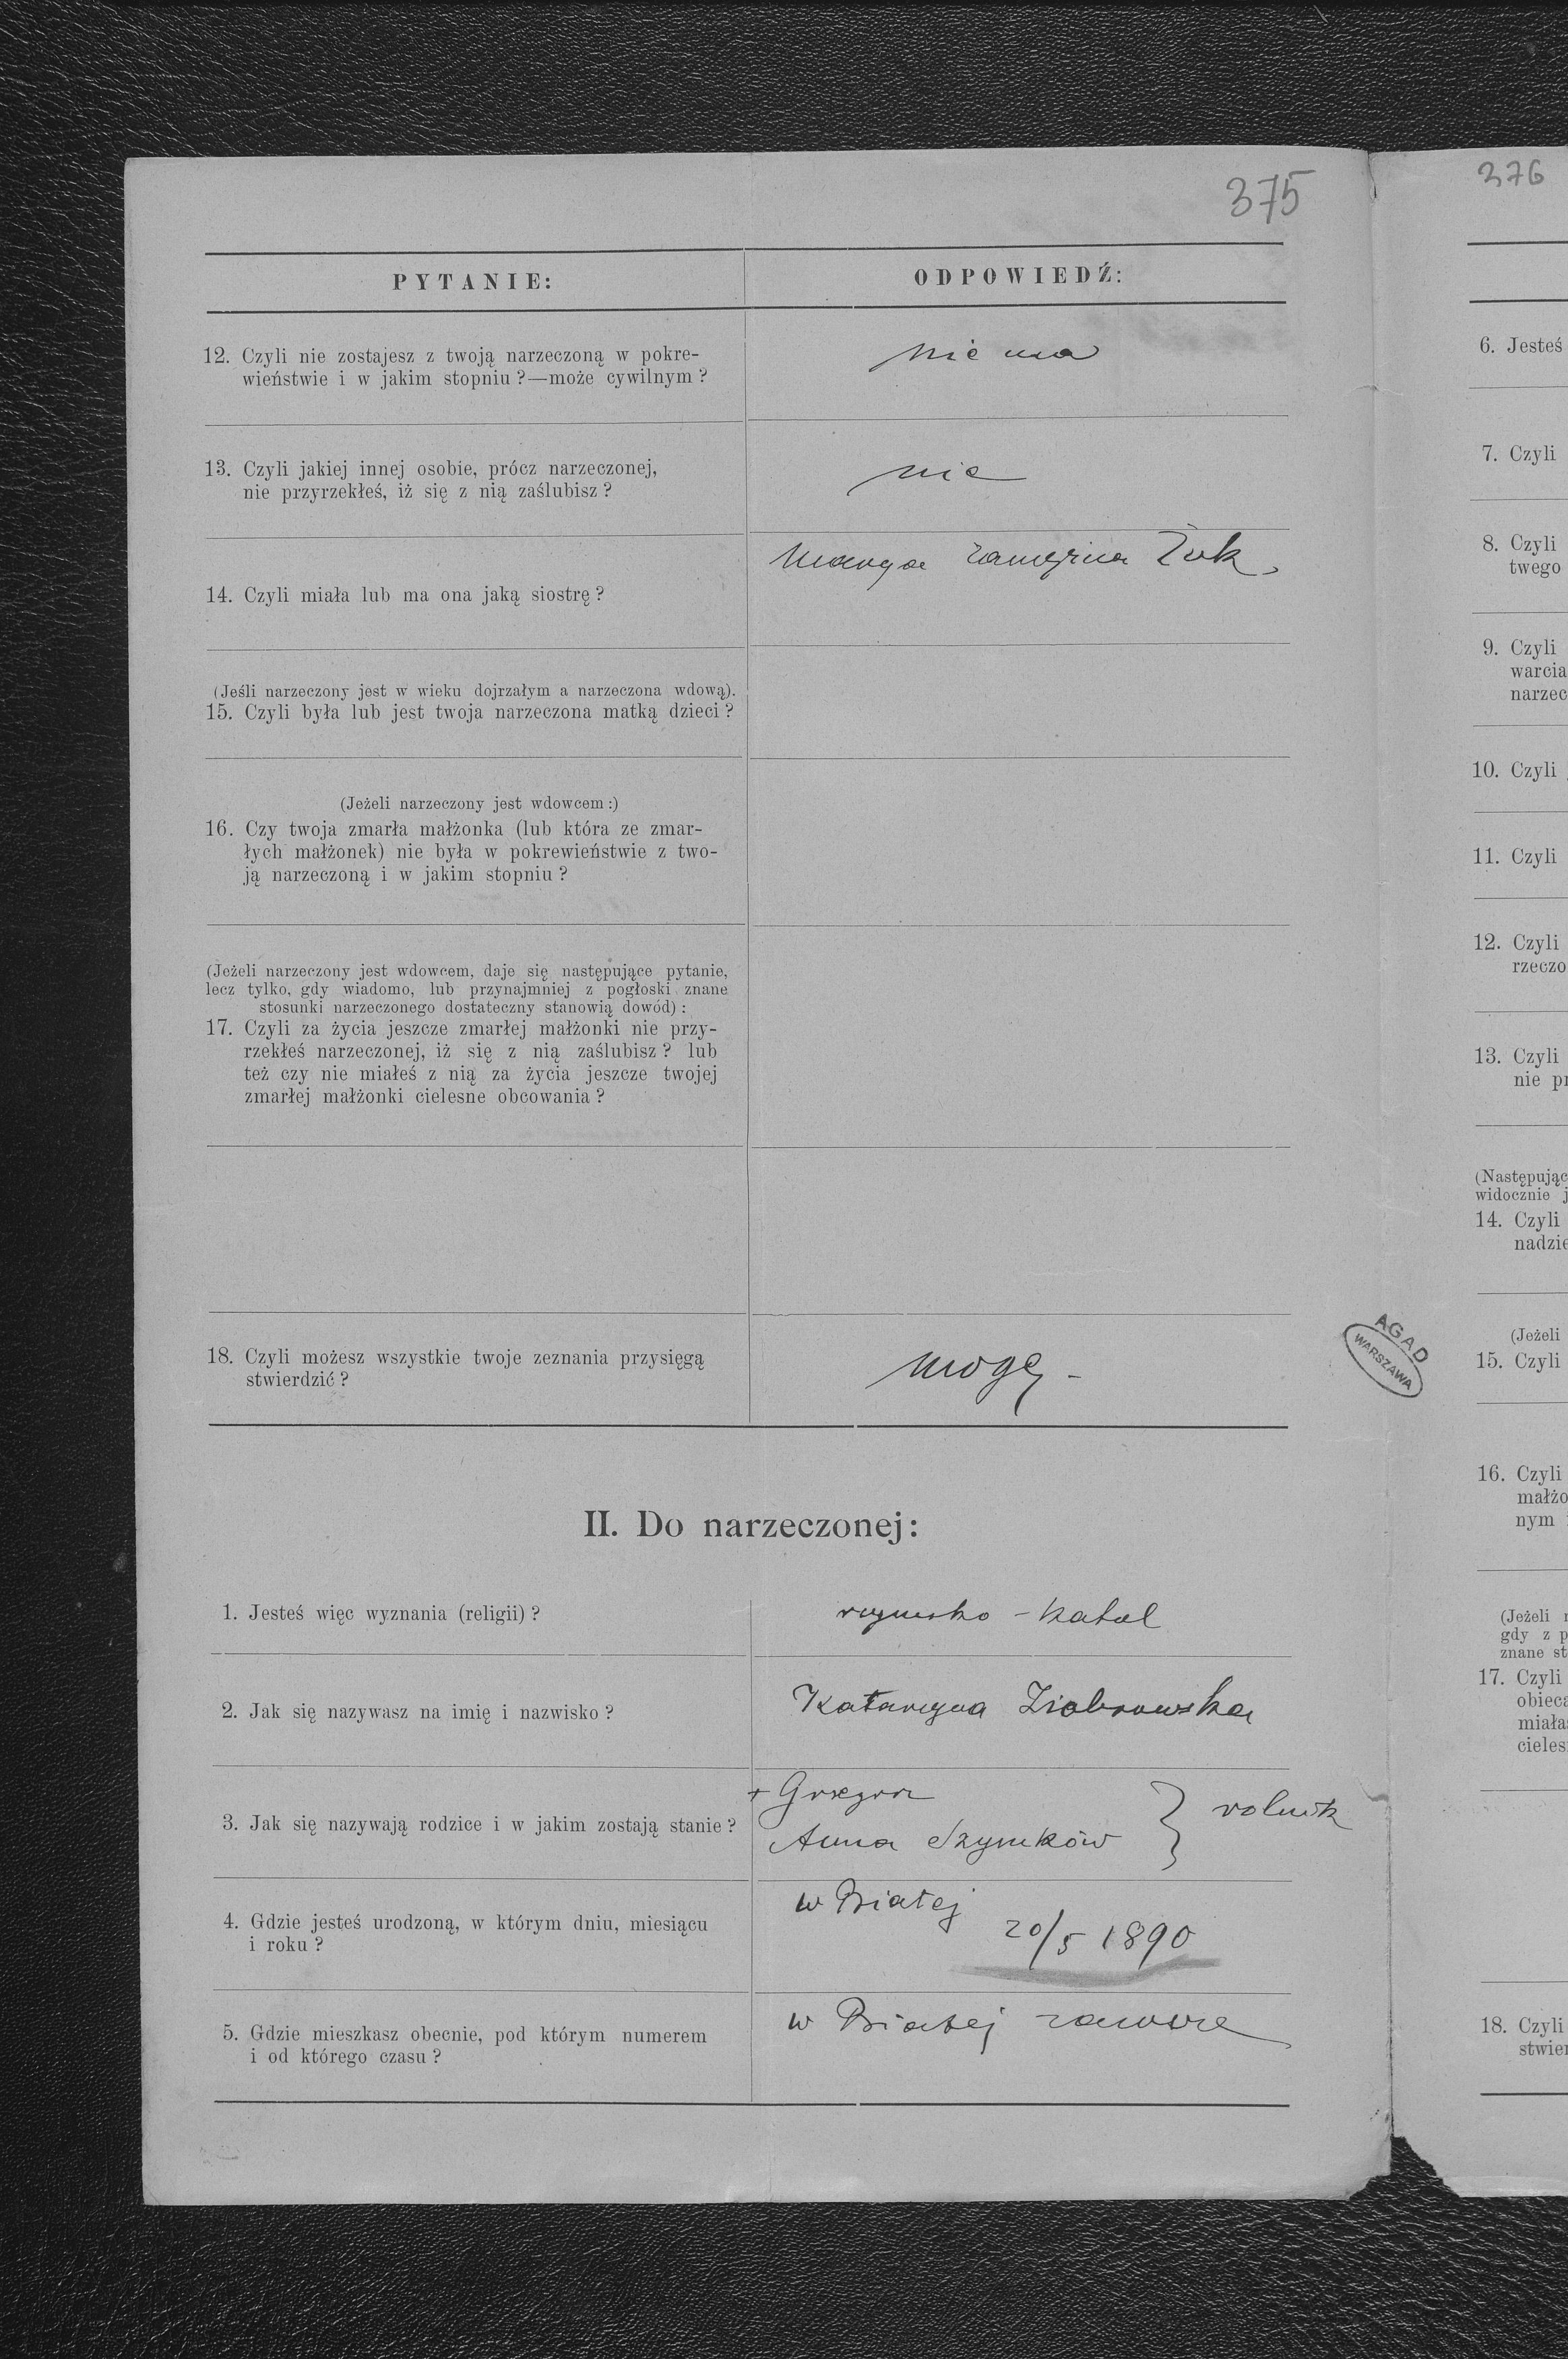 375
376
PYTANIE:
ODPOWIEDŹ:
12. Czyli nie zostajesz z twoją narzeczoną w pokre-
wieństwie i w jakim stopniu?—może cywilnym?
nie ma
13. Czyli jakiej innej osobie, prócz narzeczonej,
nie przyrzekłeś, iż się z nią zaślubisz?
nie
14. Czyli miała lub ma ona jaką siostrę?
Marya zamężna Żuk
(Jeśli narzeczony jest w wieku dojrzałym a narzeczona wdową).
15. Czyli była lub jest twoja narzeczona matką dzieci?
(Jeżeli narzeczony jest wdowcem:)
16. Czy twoja zmarła małżonka (lub która ze zmar-
łych małżonek) nie była w pokrewieństwie z two-
ją narzeczoną i w jakim stopniu?
(Jeżeli narzeczony jest wdowcem, daje się następujące pytanie,
lecz tylko, gdy wiadomo, lub przynajmniej z pogłoski znane
stosunki narzeczonego dostateczny stanowią dowód):
17. Czyli za życia jeszcze zmarłej małżonki nie przy-
rzekłeś narzeczonej, iż się z nią zaślubisz? lub
też czy nie miałeś z nią za życia jeszcze twojej
zmarłej małżonki cielesne obcowania?
18. Czyli możesz wszystkie twoje zeznania przysięgą
stwierdzić?
mogę -
AGAD
WARSZAWA
II. Do narzeczonej:
1. Jesteś więc wyznania (religii)?
rzymsko - katol
2. Jak się nazywasz na imię i nazwisko?
Katarzyna Ziobrowska
3. Jak się nazywają rodzice i w jakim zostają stanie?
+ Grzegorz
Anna Szymków } rolnik
4. Gdzie jesteś urodzoną, w którym dniu, miesiącu
i roku?
w Białej
20/5 1890
5. Gdzie mieszkasz obecnie, pod którym numerem
i od którego czasu?
w Białej zawsze
6. Jesteś
7. Czyli
8. Czyli
twego
9. Czyli
warcia
narzec
10. Czyli
11. Czyli
12. Czyli
rzeczo
13. Czyli
nie pr
(Następując
widocznie j
14. Czyli
nadzie
(Jeżeli
15. Czyli
16. Czyli
małżo
nym
(Jeżeli
gdy z p
znane st
17. Czyli
obieca
miała
cieles
18. Czyli
stwier